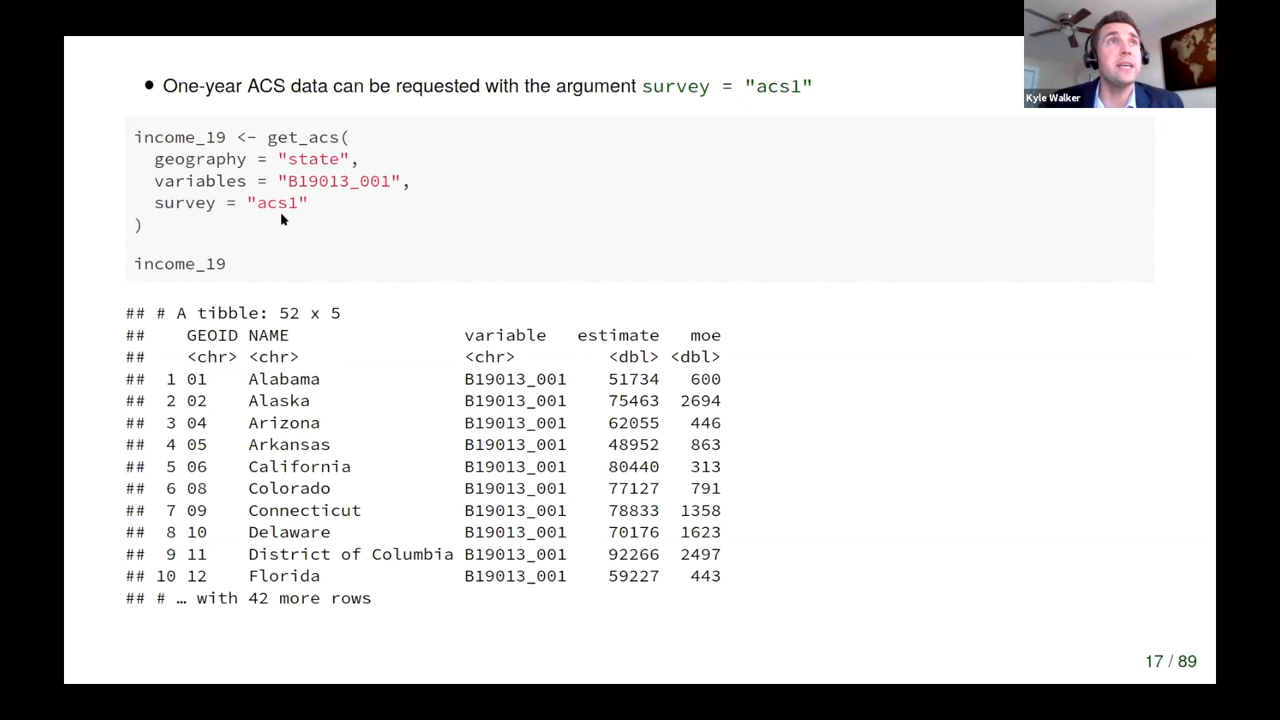 • One-year ACS data can be requested with the argument survey = "acs1"
Kyle Walker
income_19 <- get_acs(
  geography = "state",
  variables = "B19013_001",
  survey = "acs1"
)
income_19
## # A tibble: 52 x 5
##    GEOID NAME                 variable   estimate   moe
##    <chr> <chr>                <chr>         <dbl> <dbl>
##  1 01    Alabama              B19013_001    51734   600
##  2 02    Alaska               B19013_001    75463  2694
##  3 04    Arizona              B19013_001    62055   446
##  4 05    Arkansas             B19013_001    48952   863
##  5 06    California           B19013_001    80440   313
##  6 08    Colorado             B19013_001    77127   791
##  7 09    Connecticut          B19013_001    78833  1358
##  8 10    Delaware             B19013_001    70176  1623
##  9 11    District of Columbia B19013_001    92266  2497
## 10 12    Florida              B19013_001    59227   443
## # … with 42 more rows
17 / 89